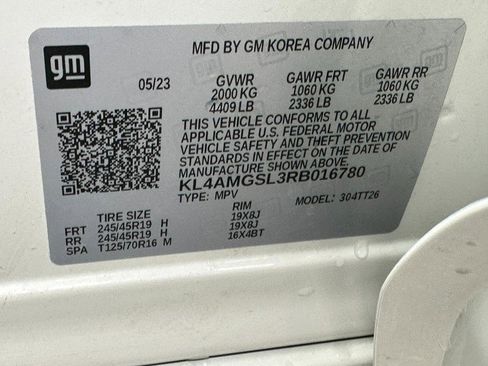 gm
MFD BY GM KOREA COMPANY
05/23 GVWR GAWR FRT GAWR RR
2000 KG 1060 KG 1060 KG
4409 LB 2336 LB 2336 LB
THIS VEHICLE CONFORMS TO ALL
APPLICABLE U.S. FEDERAL MOTOR
VEHICLE SAFETY AND THEFT PREVENTION
STANDARDS IN EFFECT ON THE DATE OF
MANUFACTURE SHOWN ABOVE.
KL4AMGSL3RB016780
TYPE: MPV MODEL: 304TT26
TIRE SIZE RIM
FRT 245/45R19 H 19X8J
RR 245/45R19 H 19X8J
SPA T125/70R16 M 16X4BT